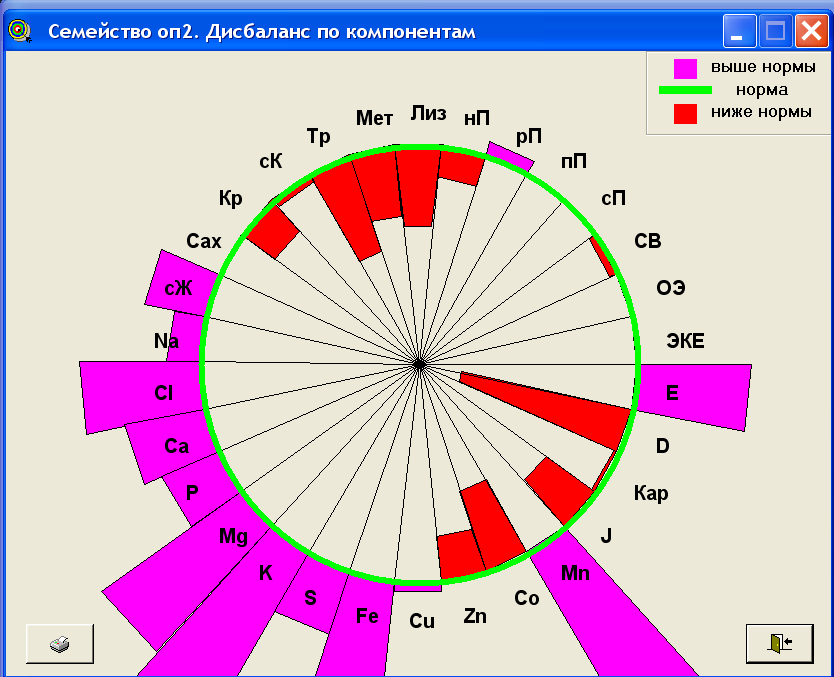 Семейство оп2. Дисбаланс по компонентам
выше нормы
норма
ниже нормы
Лиз
нП
рП
пП
сП
СВ
ОЭ
ЭКЕ
E
D
Кар
J
Mn
Co
Zn
Cu
Fe
S
K
Mg
P
Ca
Cl
Na
сЖ
Сах
Кр
сК
Тр
Мет